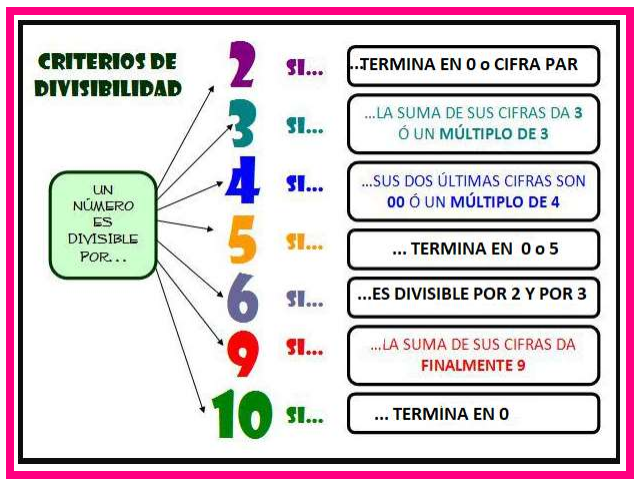 CRITERIOS DE
DIVISIBILIDAD
UN
NÚMERO
ES
DIVISIBLE
POR...
2 SI... ...TERMINA EN 0 o CIFRA PAR
3 SI... ...LA SUMA DE SUS CIFRAS DA 3
Ó UN MÚLTIPLO DE 3
4 SI... ...SUS DOS ÚLTIMAS CIFRAS SON
00 Ó UN MÚLTIPLO DE 4
5 SI... ... TERMINA EN 0 o 5
6 SI... ...ES DIVISIBLE POR 2 Y POR 3
9 SI... ...LA SUMA DE SUS CIFRAS DA
FINALMENTE 9
10 SI... ... TERMINA EN 0